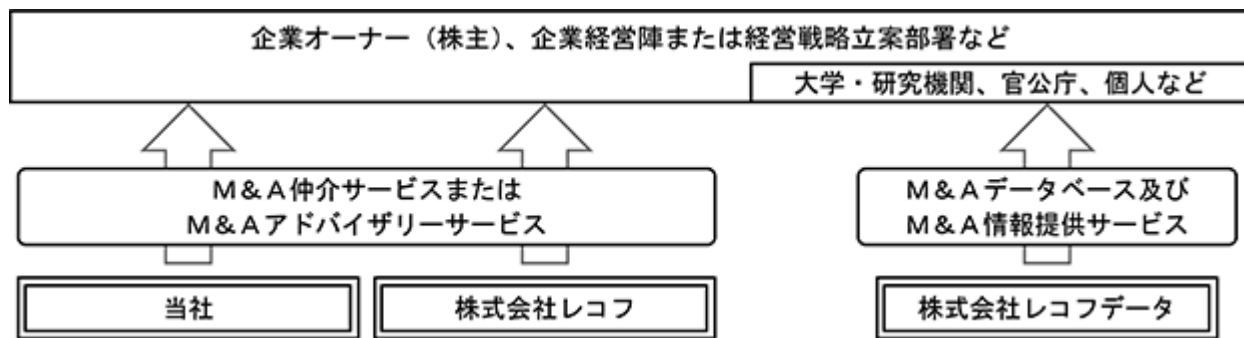 企業オーナー（株主）、企業経営陣または経営戦略立案部署など
大学・研究機関、官公庁、個人など
Ｍ＆Ａ仲介サービスまたは
Ｍ＆Ａアドバイザリーサービス
Ｍ＆Ａデータベース及び
Ｍ＆Ａ情報提供サービス
当社
株式会社レコフ
株式会社レコフデータ